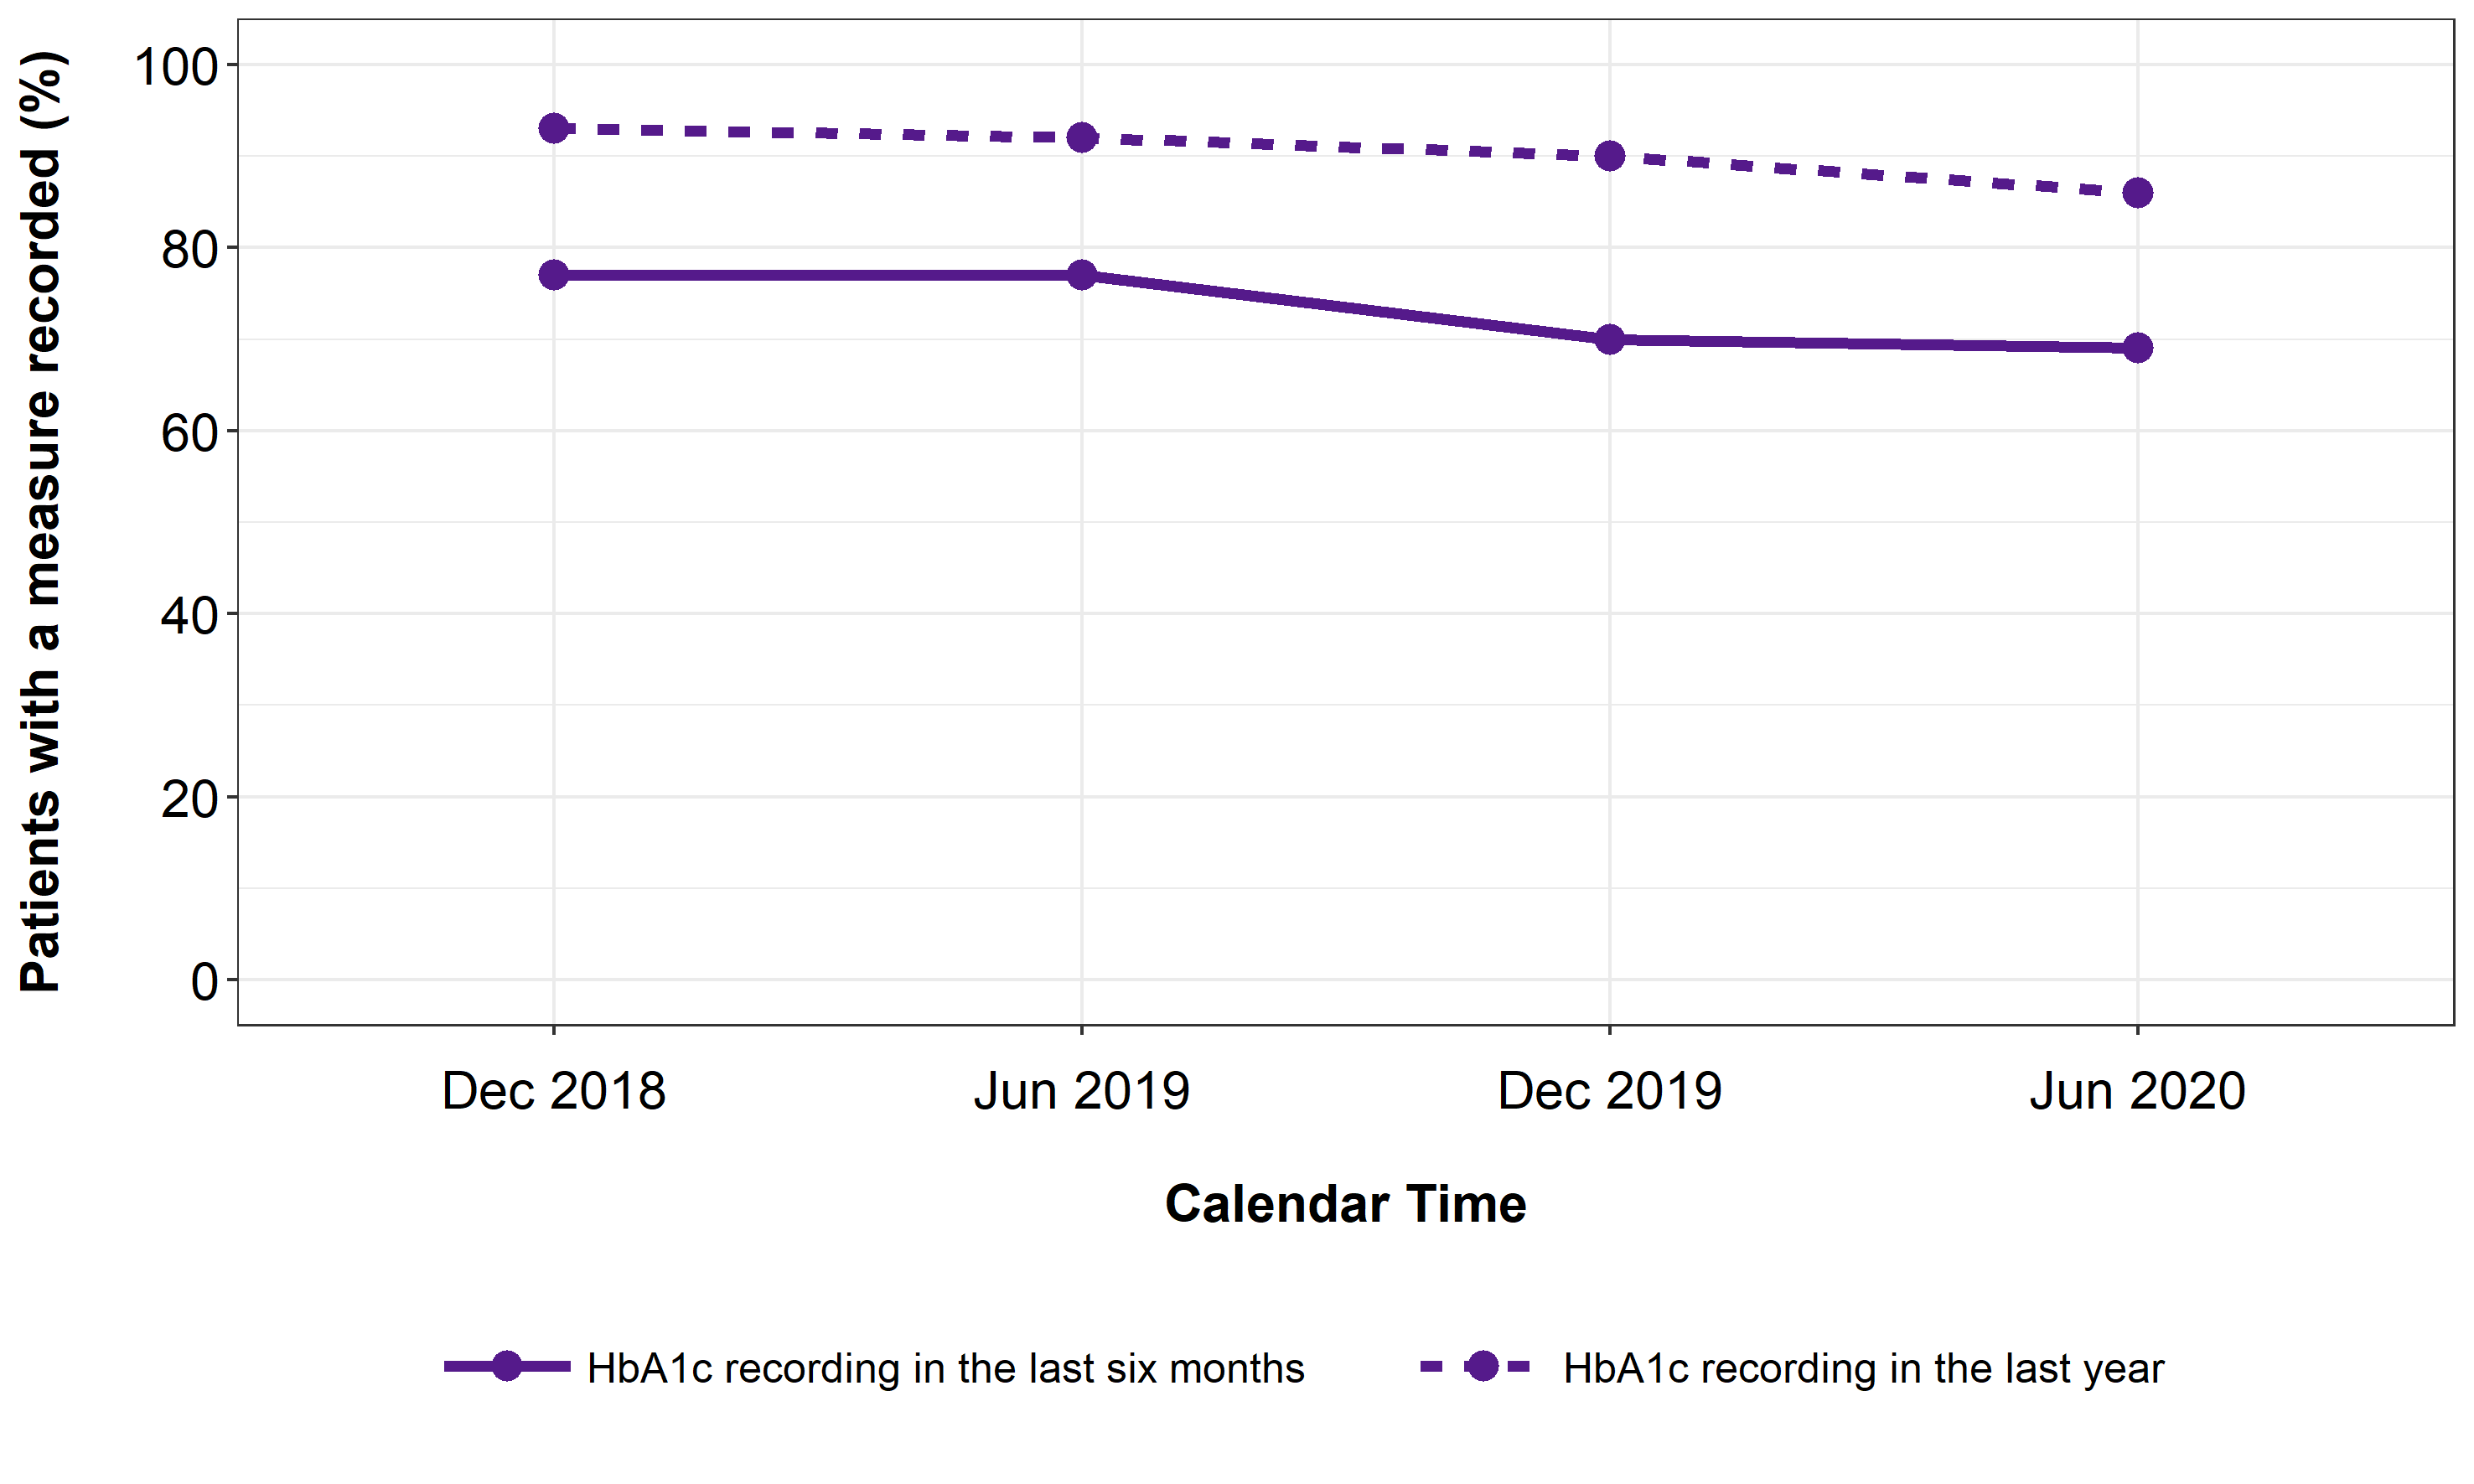 Patients with a measure recorded (%)
100
80
60
40
20
0
Dec 2018 Jun 2019 Dec 2019 Jun 2020
Calendar Time
HbA1c recording in the last six months HbA1c recording in the last year